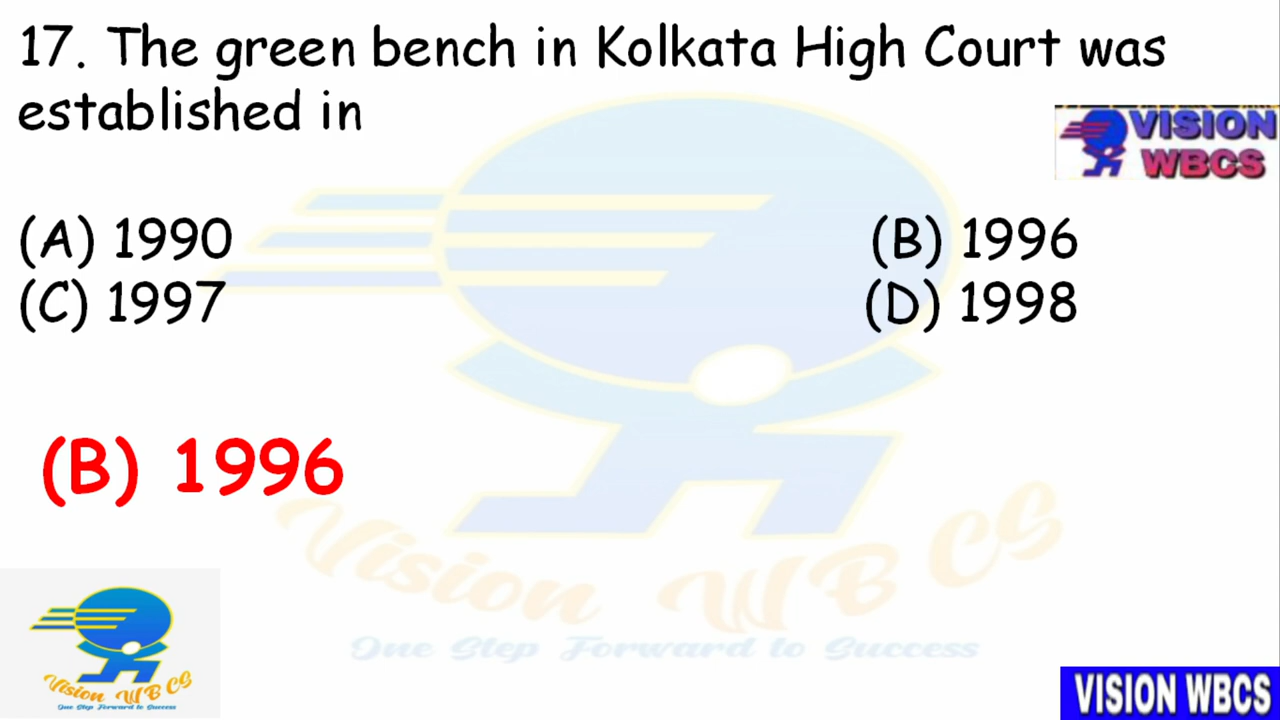 17. The green bench in Kolkata High Court was
established in
VISION
WBCS
(A) 1990 (B) 1996
(C) 1997 (D) 1998
(B) 1996
Vision WBCS
One Step Forward to Success
Vision WBCS
One Step Forward to Success
VISION WBCS